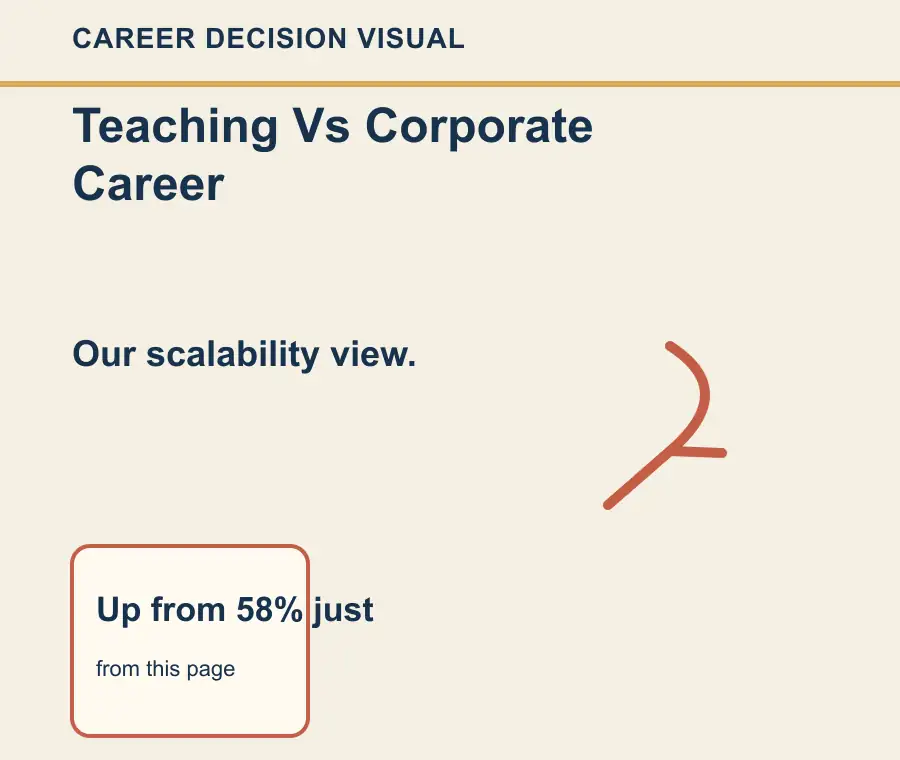 CAREER DECISION VISUAL
Teaching Vs Corporate
Career
Our scalability view.
Up from 58% just
from this page